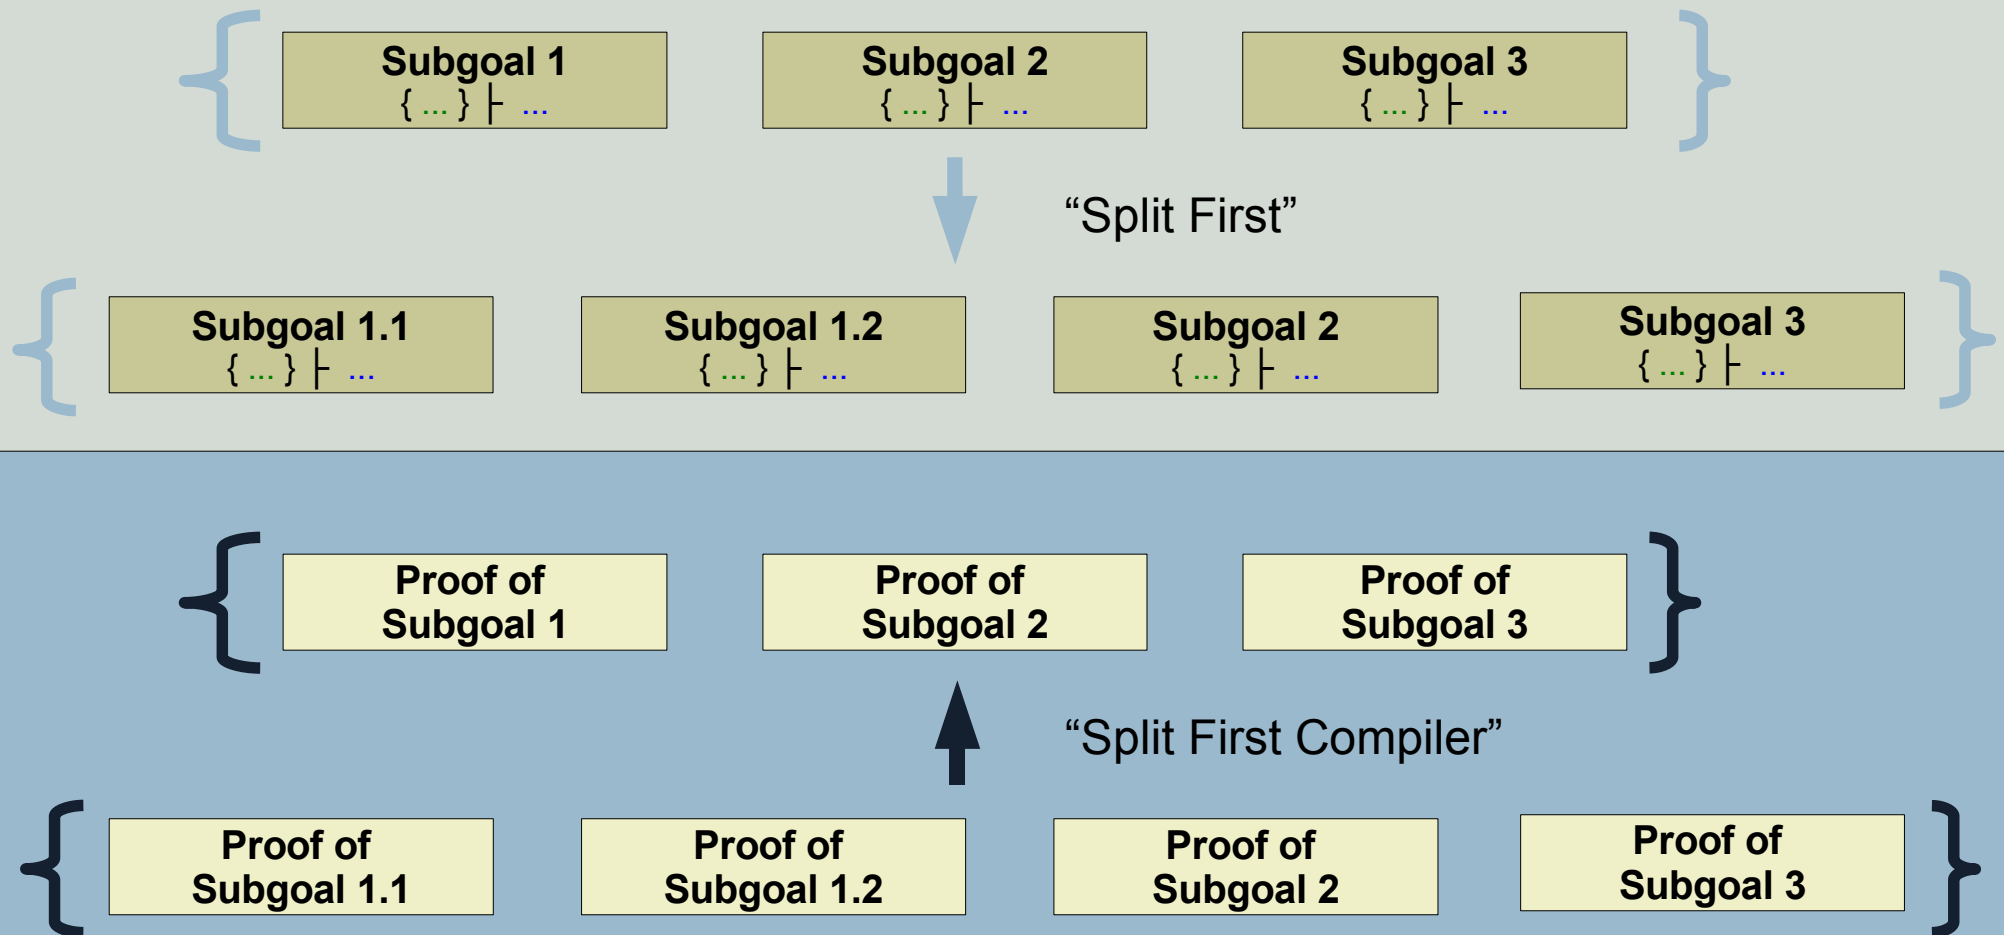 Subgoal 1
{ ... } ├ ...
Subgoal 2
{ ... } ├ ...
Subgoal 3
{ ... } ├ ...
“Split First”
Subgoal 1.1
{ ... } ├ ...
Subgoal 1.2
{ ... } ├ ...
Subgoal 2
{ ... } ├ ...
Subgoal 3
{ ... } ├ ...
Proof of
Subgoal 1
Proof of
Subgoal 2
Proof of
Subgoal 3
“Split First Compiler”
Proof of
Subgoal 1.1
Proof of
Subgoal 1.2
Proof of
Subgoal 2
Proof of
Subgoal 3